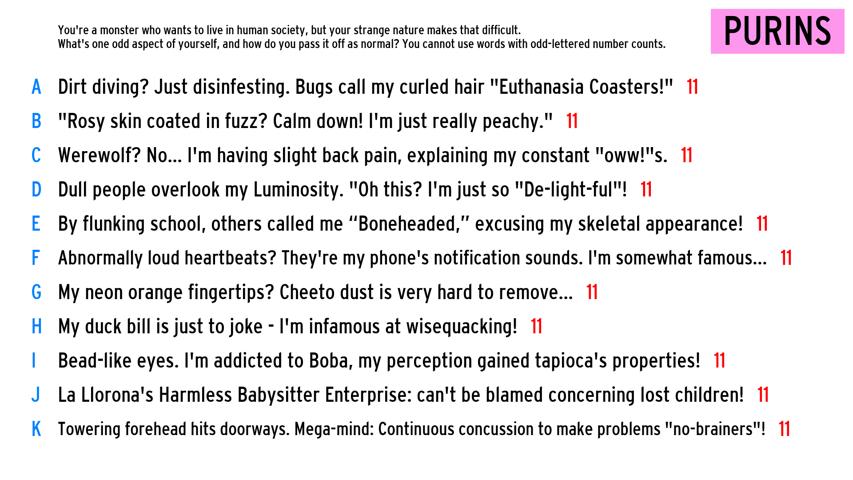 You're a monster who wants to live in human society, but your strange nature makes that difficult.
What's one odd aspect of yourself, and how do you pass it off as normal? You cannot use words with odd-lettered number counts.
PURINS
A Dirt diving? Just disinfesting. Bugs call my curled hair "Euthanasia Coasters!" 11
B "Rosy skin coated in fuzz? Calm down! I'm just really peachy." 11
C Werewolf? No... I'm having slight back pain, explaining my constant "oww!"s. 11
D Dull people overlook my Luminosity. "Oh this? I'm just so "De-light-ful"! 11
E By flunking school, others called me “Boneheaded,” excusing my skeletal appearance! 11
F Abnormally loud heartbeats? They're my phone's notification sounds. I'm somewhat famous... 11
G My neon orange fingertips? Cheeto dust is very hard to remove... 11
H My duck bill is just to joke - I'm infamous at wisequacking! 11
I Bead-like eyes. I'm addicted to Boba, my perception gained tapioca's properties! 11
J La Llorona's Harmless Babysitter Enterprise: can't be blamed concerning lost children! 11
K Towering forehead hits doorways. Mega-mind: Continuous concussion to make problems "no-brainers"! 11